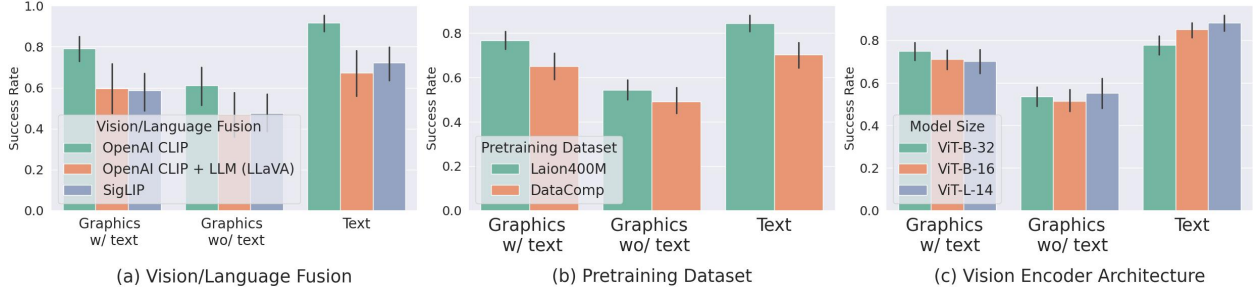 1.0
0.8
0.6
0.4
0.2
0.0
Success Rate
Vision/Language Fusion
OpenAI CLIP
OpenAI CLIP + LLM (LLaVA)
SigLIP
Graphics
w/ text
Graphics
wo/ text
Text
(a) Vision/Language Fusion
0.8
0.6
0.4
0.2
0.0
Success Rate
Pretraining Dataset
Laion400M
DataComp
Graphics
w/ text
Graphics
wo/ text
Text
(b) Pretraining Dataset
0.8
0.6
0.4
0.2
0.0
Success Rate
Model Size
ViT-B-32
ViT-B-16
ViT-L-14
Graphics
w/ text
Graphics
wo/ text
Text
(c) Vision Encoder Architecture